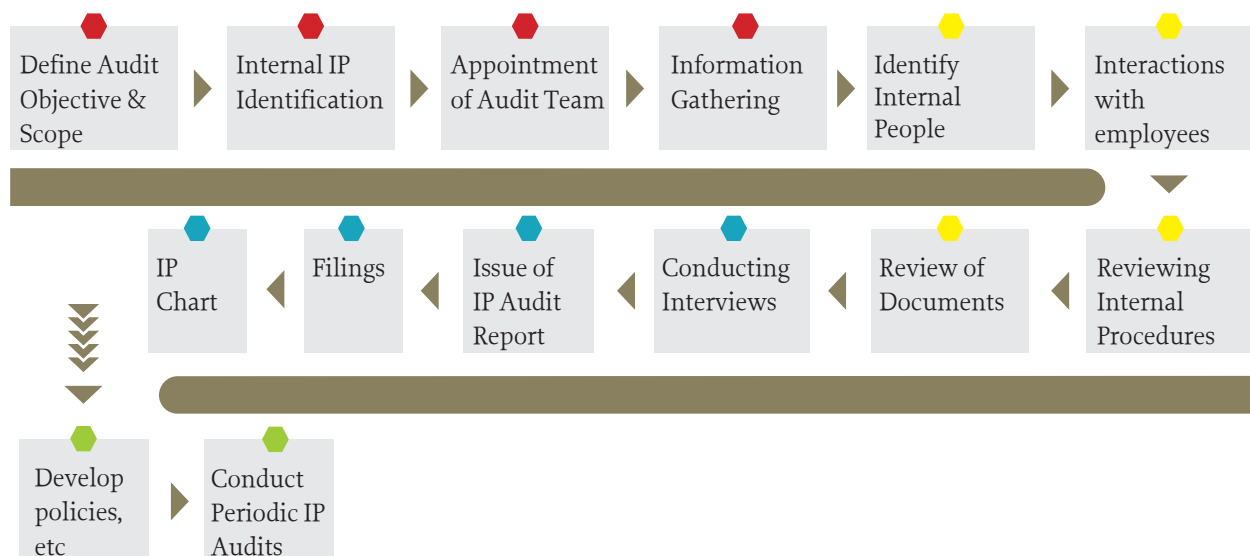 Define Audit
Objective &
Scope
Internal IP
Identification
Appointment
of Audit Team
Information
Gathering
Identify
Internal
People
Interactions
with
employees
Reviewing
Internal
Procedures
Review of
Documents
Conducting
Interviews
Issue of
IP Audit
Report
Filings
IP
Chart
Develop
policies,
etc
Conduct
Periodic IP
Audits